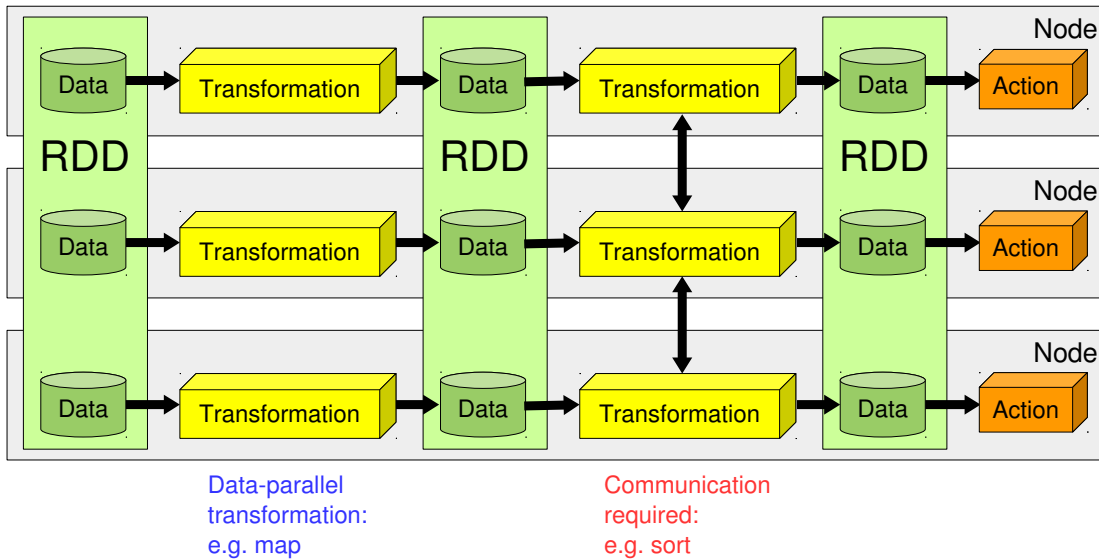 Node
Data
Transformation
Data
Transformation
Data
Action
RDD
RDD
RDD
Node
Data
Transformation
Data
Transformation
Data
Action
Node
Data
Transformation
Data
Transformation
Data
Action
Data-parallel
transformation:
e.g. map
Communication
required:
e.g. sort